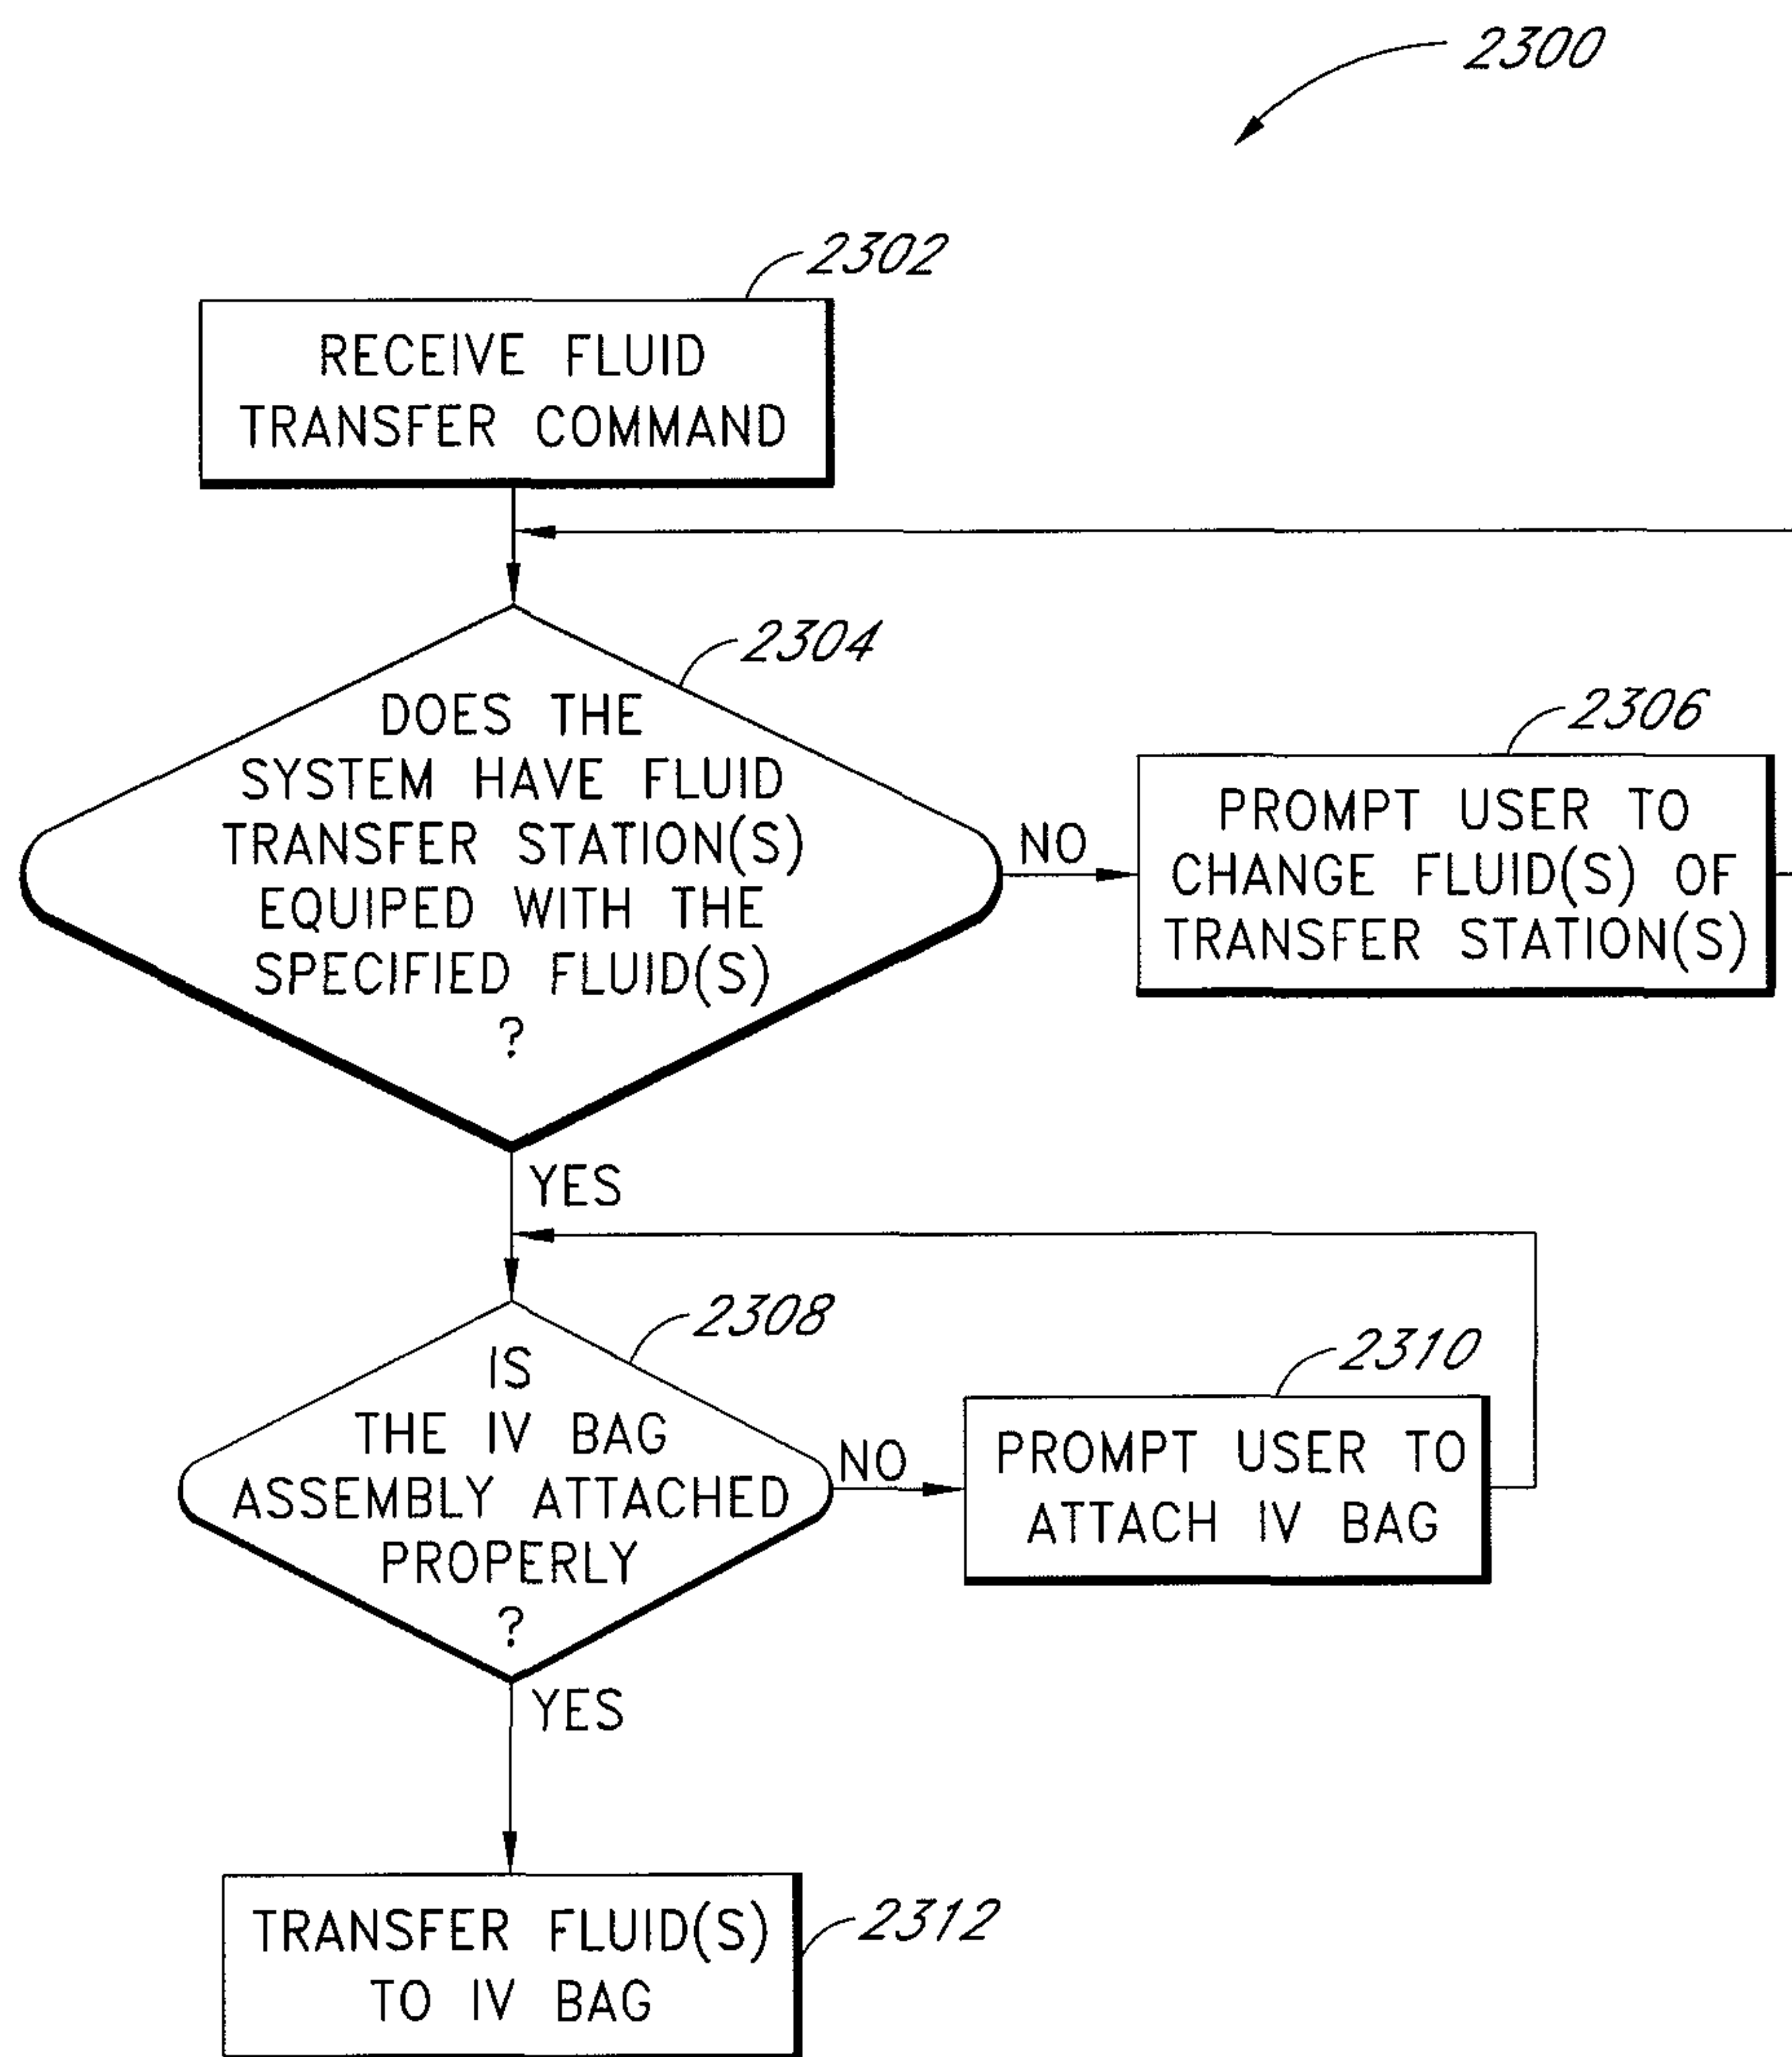 2300
2302
RECEIVE FLUID
TRANSFER COMMAND
2304
DOES THE
SYSTEM HAVE FLUID
TRANSFER STATION(S)
EQUIPED WITH THE
SPECIFIED FLUID(S)
?
NO
2306
PROMPT USER TO
CHANGE FLUID(S) OF
TRANSFER STATION(S)
YES
2308
IS
THE IV BAG
ASSEMBLY ATTACHED
PROPERLY
?
NO
2310
PROMPT USER TO
ATTACH IV BAG
YES
2312
TRANSFER FLUID(S)
TO IV BAG